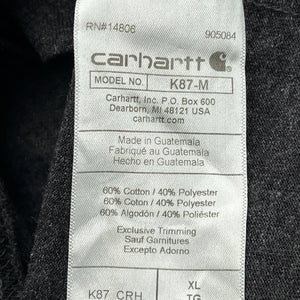 RN#14806 905084
carhartt
MODEL NO. K87-M
Carhartt, Inc. P.O. Box 600
Dearborn, MI 48121 USA
carhartt.com
Made in Guatemala
Fabriqué au Guatemala
Hecho en Guatemala
60% Cotton / 40% Polyester
60% Coton / 40% Polyester
60% Algodón / 40% Poliéster
Exclusive Trimming
Sauf Garnitures
Excepto Adorno
K87 CRH XL
TG